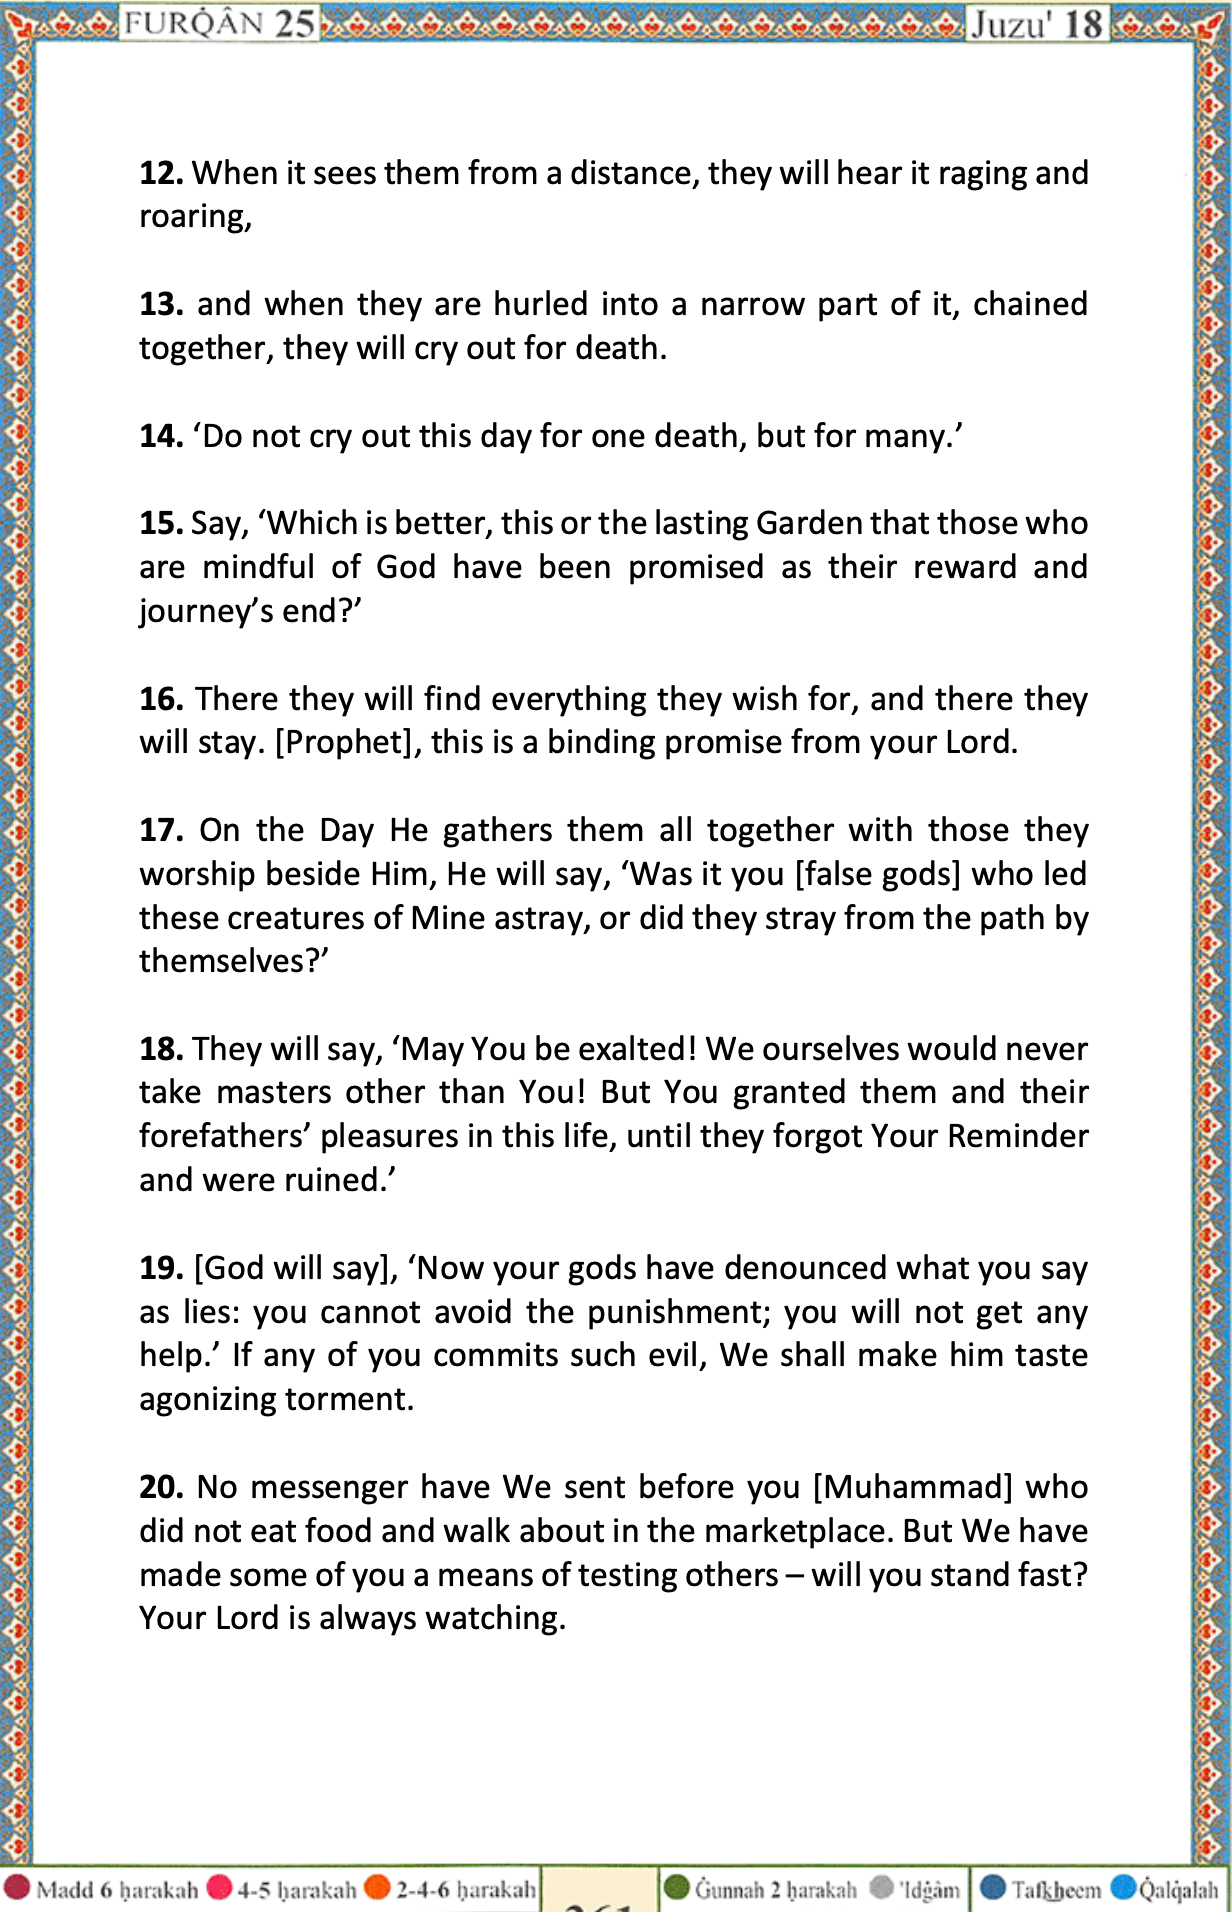 FURQ̇ÂN 25
Juzu' 18
12. When it sees them from a distance, they will hear it raging and
roaring,
13. and when they are hurled into a narrow part of it, chained
together, they will cry out for death.
14. ‘Do not cry out this day for one death, but for many.’
15. Say, ‘Which is better, this or the lasting Garden that those who
are mindful of God have been promised as their reward and
journey’s end?’
16. There they will find everything they wish for, and there they
will stay. [Prophet], this is a binding promise from your Lord.
17. On the Day He gathers them all together with those they
worship beside Him, He will say, ‘Was it you [false gods] who led
these creatures of Mine astray, or did they stray from the path by
themselves?’
18. They will say, ‘May You be exalted! We ourselves would never
take masters other than You! But You granted them and their
forefathers’ pleasures in this life, until they forgot Your Reminder
and were ruined.’
19. [God will say], ‘Now your gods have denounced what you say
as lies: you cannot avoid the punishment; you will not get any
help.’ If any of you commits such evil, We shall make him taste
agonizing torment.
20. No messenger have We sent before you [Muhammad] who
did not eat food and walk about in the marketplace. But We have
made some of you a means of testing others – will you stand fast?
Your Lord is always watching.
Madd 6 ḥarakah 4-5 ḥarakah 2-4-6 ḥarakah Ġunnah 2 ḥarakah 'Idġâm Tafk͟heem Q̇alq̇alah